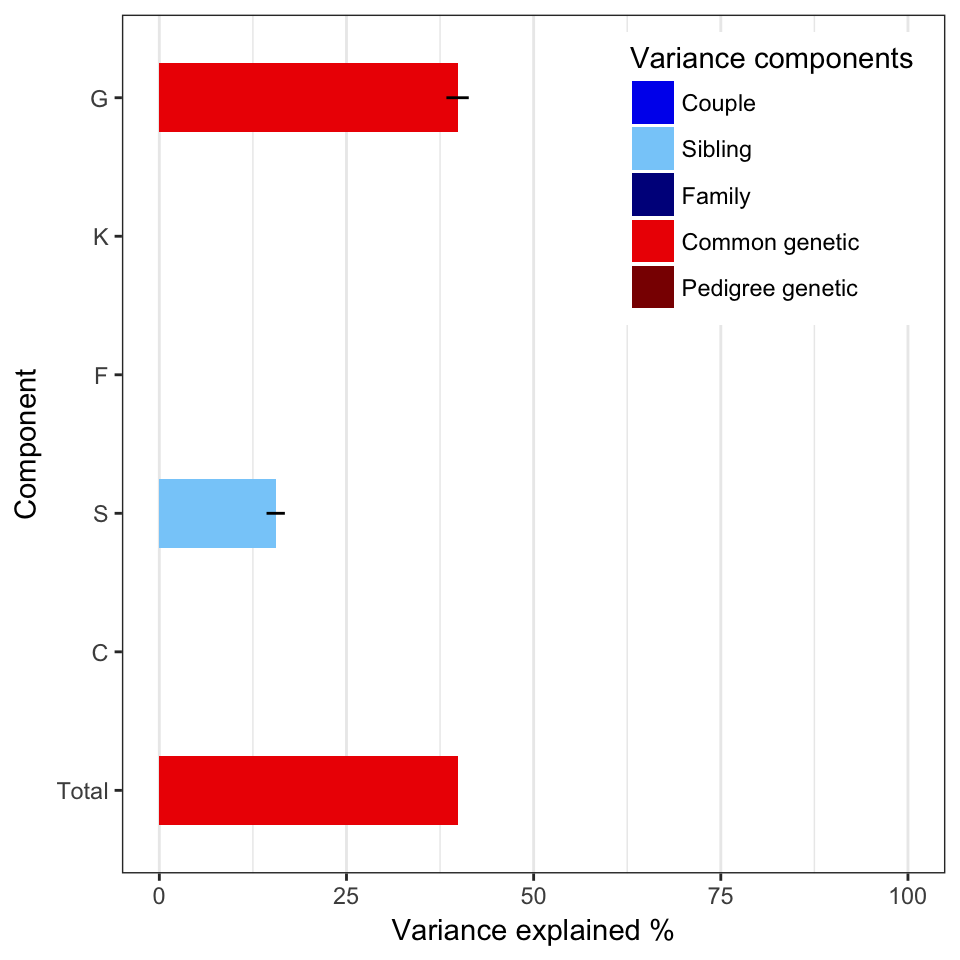 Variance components
Couple
Sibling
Family
Common genetic
Pedigree genetic
G
K
F
S
C
Total
Component
0 25 50 75 100
Variance explained %